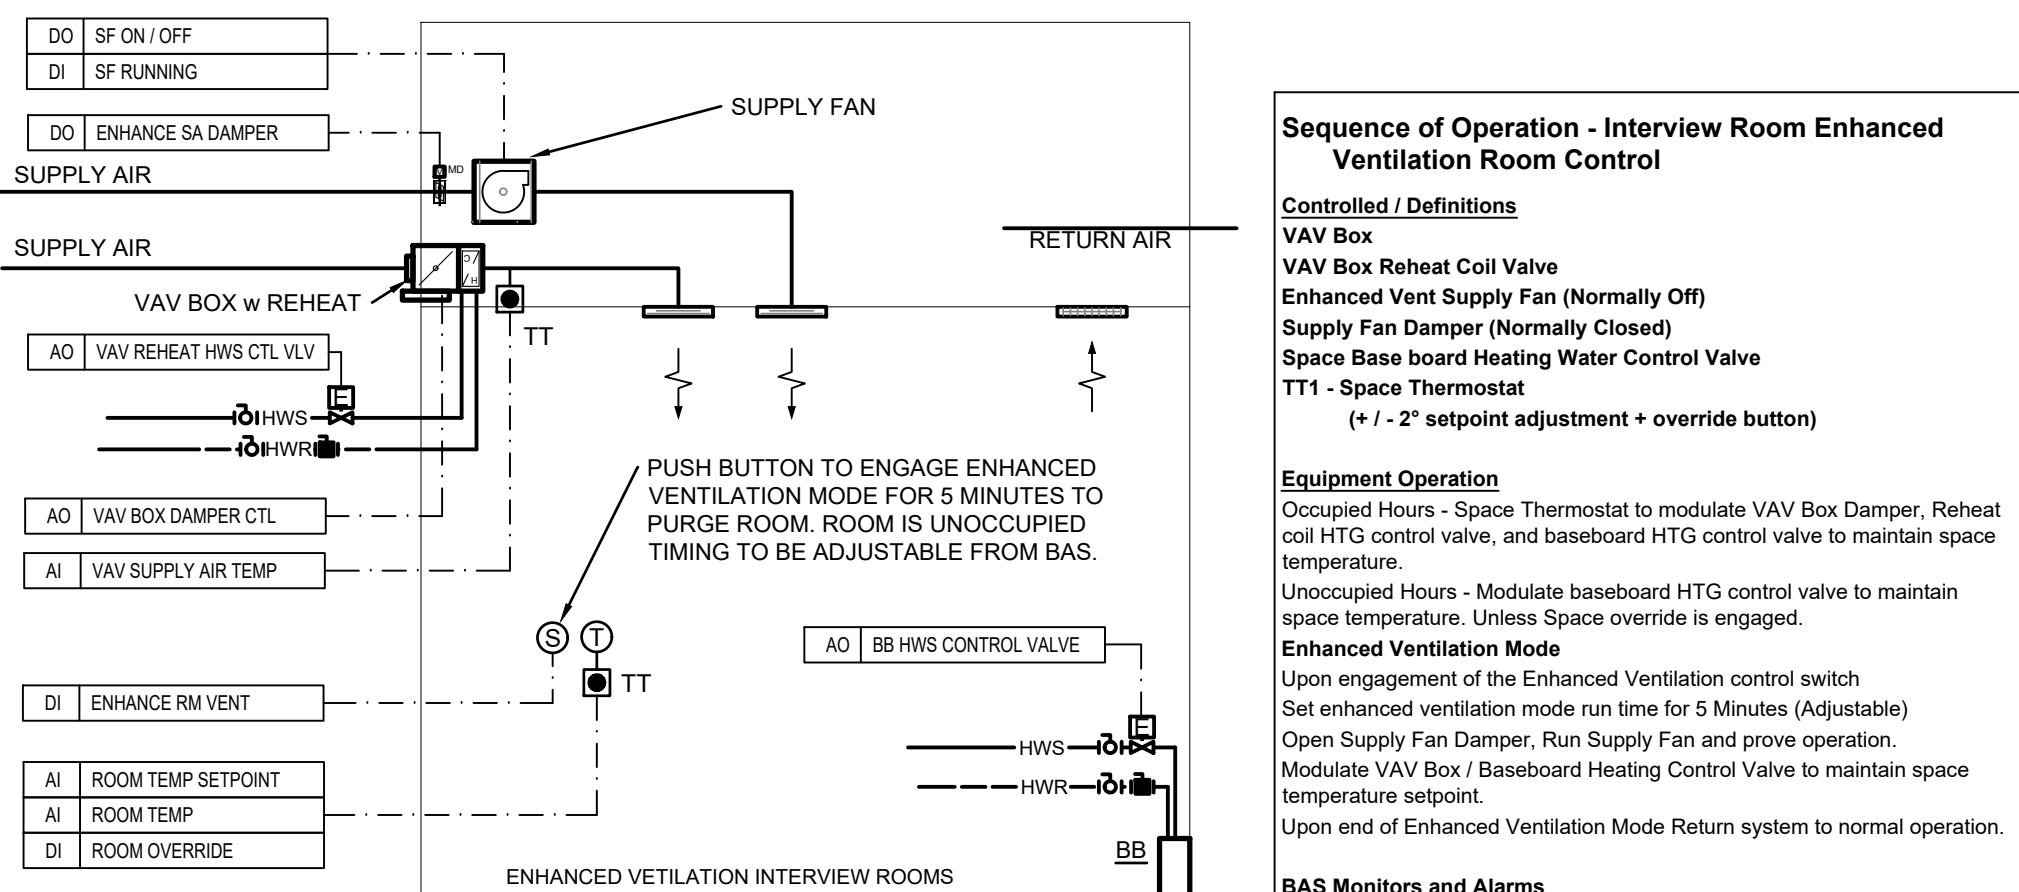 DO SF ON / OFF
DI SF RUNNING
DO ENHANCE SA DAMPER
SUPPLY FAN
M
MD
SUPPLY AIR
SUPPLY AIR
RETURN AIR
C
H
VAV BOX w REHEAT
TT
AO VAV REHEAT HWS CTL VLV
E
HWS
HWR
PUSH BUTTON TO ENGAGE ENHANCED
VENTILATION MODE FOR 5 MINUTES TO
PURGE ROOM. ROOM IS UNOCCUPIED
TIMING TO BE ADJUSTABLE FROM BAS.
AO VAV BOX DAMPER CTL
AI VAV SUPPLY AIR TEMP
S T
TT
AO BB HWS CONTROL VALVE
DI ENHANCE RM VENT
E
HWS
HWR
AI ROOM TEMP SETPOINT
AI ROOM TEMP
DI ROOM OVERRIDE
BB
ENHANCED VETILATION INTERVIEW ROOMS
Sequence of Operation - Interview Room Enhanced
Ventilation Room Control
Controlled / Definitions
VAV Box
VAV Box Reheat Coil Valve
Enhanced Vent Supply Fan (Normally Off)
Supply Fan Damper (Normally Closed)
Space Base board Heating Water Control Valve
TT1 - Space Thermostat
(+ / - 2° setpoint adjustment + override button)
Equipment Operation
Occupied Hours - Space Thermostat to modulate VAV Box Damper, Reheat
coil HTG control valve, and baseboard HTG control valve to maintain space
temperature.
Unoccupied Hours - Modulate baseboard HTG control valve to maintain
space temperature. Unless Space override is engaged.
Enhanced Ventilation Mode
Upon engagement of the Enhanced Ventilation control switch
Set enhanced ventilation mode run time for 5 Minutes (Adjustable)
Open Supply Fan Damper, Run Supply Fan and prove operation.
Modulate VAV Box / Baseboard Heating Control Valve to maintain space
temperature setpoint.
Upon end of Enhanced Ventilation Mode Return system to normal operation.
BAS Monitors and Alarms